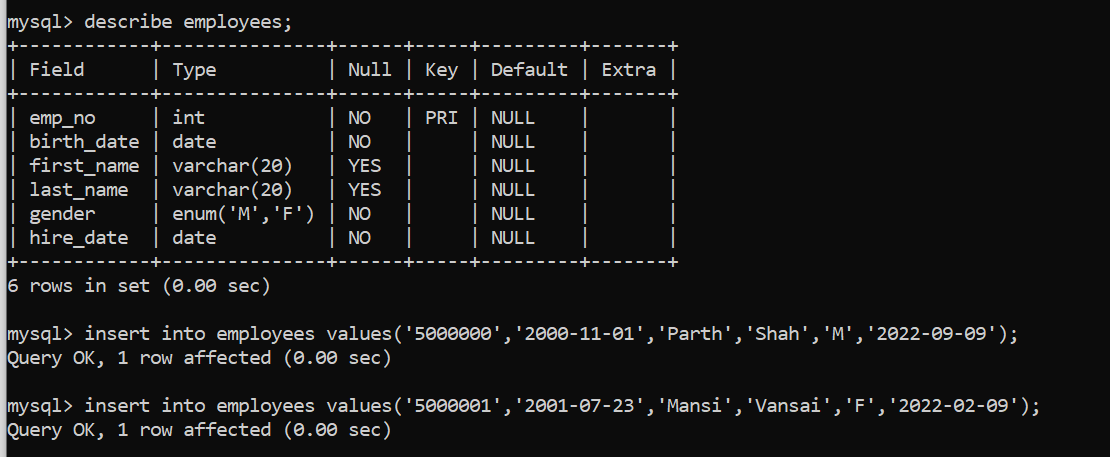 mysql> describe employees;
+------------+---------------+------+-----+---------+-------+
| Field      | Type          | Null | Key | Default | Extra |
+------------+---------------+------+-----+---------+-------+
| emp_no     | int           | NO   | PRI | NULL    |       |
| birth_date | date          | NO   |     | NULL    |       |
| first_name | varchar(20)   | YES  |     | NULL    |       |
| last_name  | varchar(20)   | YES  |     | NULL    |       |
| gender     | enum('M','F') | NO   |     | NULL    |       |
| hire_date  | date          | NO   |     | NULL    |       |
+------------+---------------+------+-----+---------+-------+
6 rows in set (0.00 sec)
mysql> insert into employees values('5000000','2000-11-01','Parth','Shah','M','2022-09-09');
Query OK, 1 row affected (0.00 sec)
mysql> insert into employees values('5000001','2001-07-23','Mansi','Vansai','F','2022-02-09');
Query OK, 1 row affected (0.00 sec)